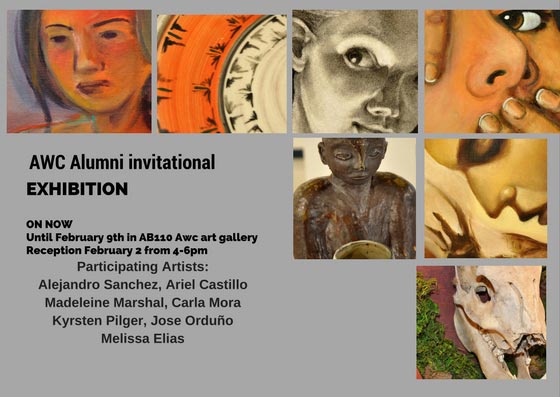 AWC Alumni invitational
EXHIBITION
ON NOW
Until February 9th in AB110 Awc art gallery
Reception February 2 from 4-6pm
Participating Artists:
Alejandro Sanchez, Ariel Castillo
Madeleine Marshal, Carla Mora
Kyrsten Pilger, Jose Orduño
Melissa Elias